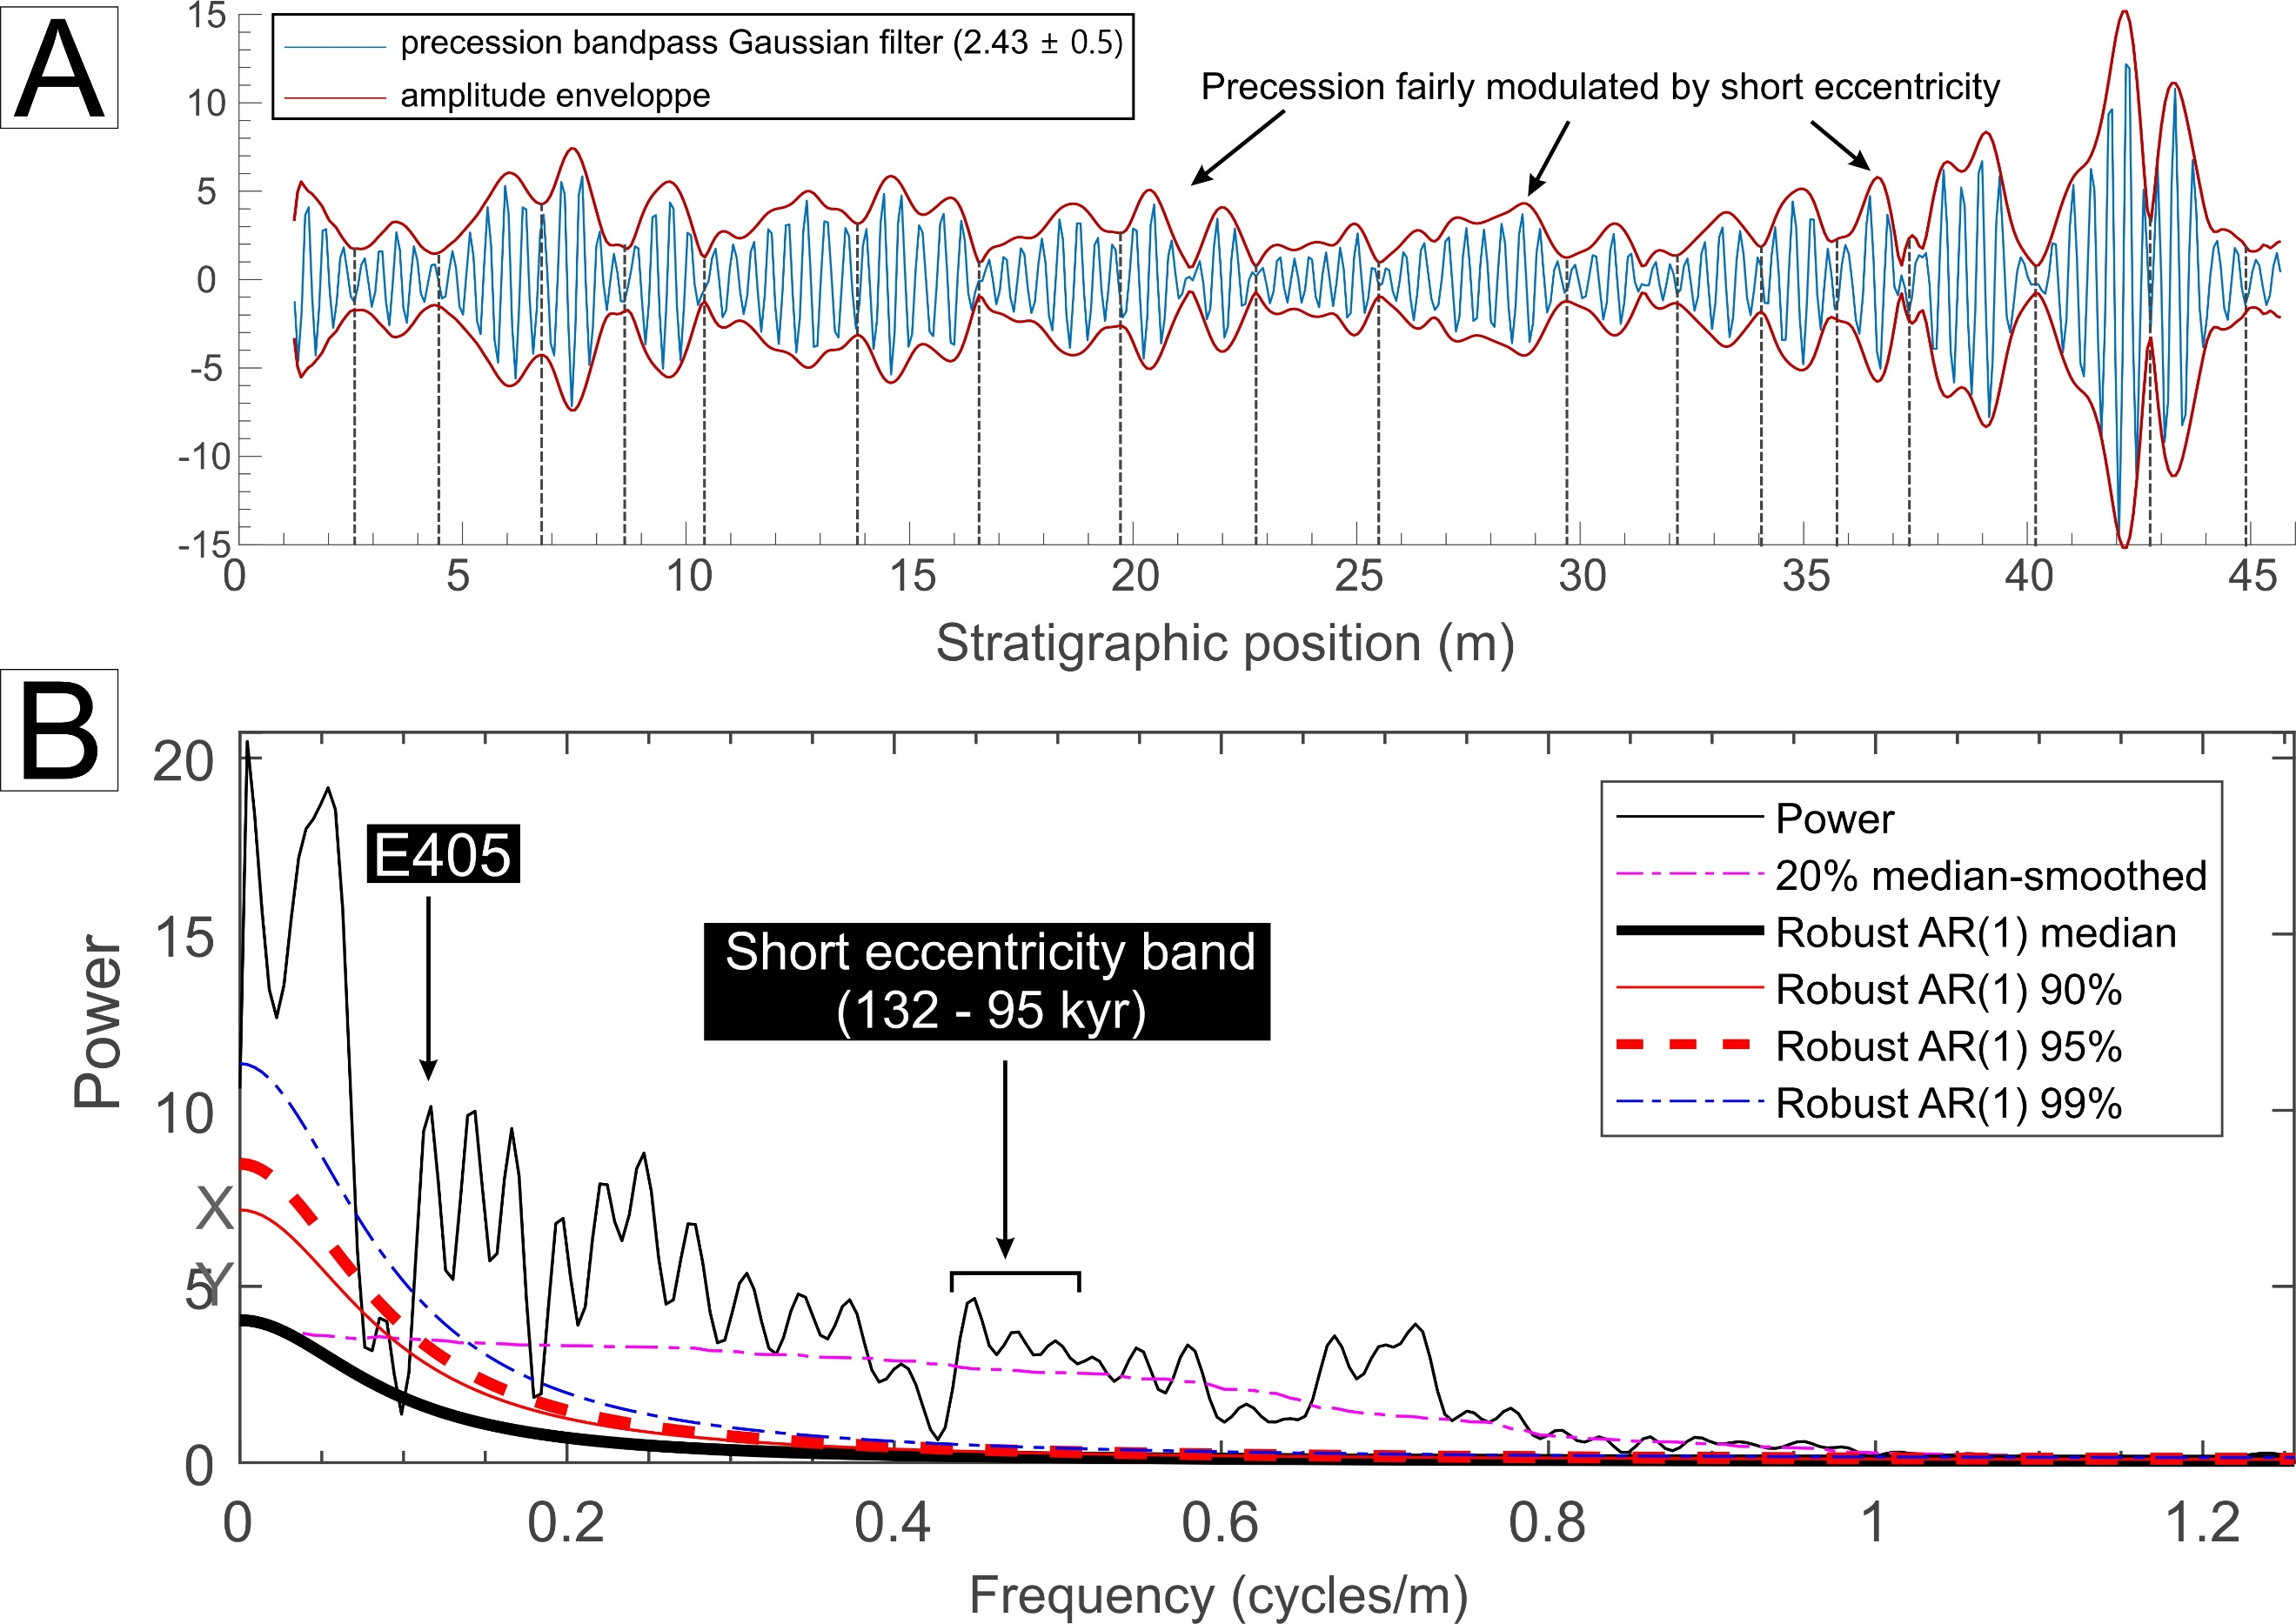 A
15
10
5
0
-5
-10
-15
precession bandpass Gaussian filter (2.43 ± 0.5)
amplitude enveloppe
Precession fairly modulated by short eccentricity
0 5 10 15 20 25 30 35 40 45
Stratigraphic position (m)
B
20
15
10
5
0
X
Y
Power
E405
Short eccentricity band
(132 - 95 kyr)
Power
20% median-smoothed
Robust AR(1) median
Robust AR(1) 90%
Robust AR(1) 95%
Robust AR(1) 99%
0 0.2 0.4 0.6 0.8 1 1.2
Frequency (cycles/m)